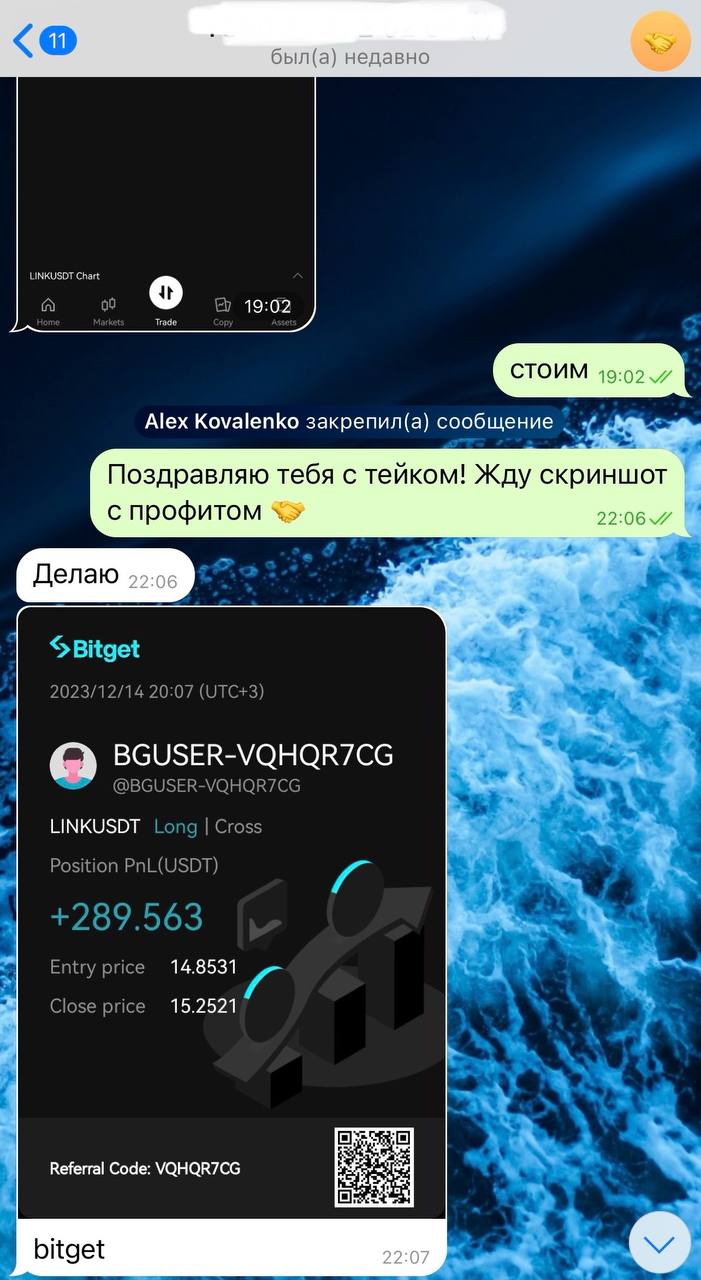 11
был(а) недавно
LINKUSDT Chart
19:02
Home Markets Trade Copy Assets
стоим 19:02
Alex Kovalenko закрепил(а) сообщение
Поздравляю тебя с тейком! Жду скриншот
с профитом 🤝
22:06
Делаю 22:06
Bitget
2023/12/14 20:07 (UTC+3)
BGUSER-VQHQR7CG
@BGUSER-VQHQR7CG
LINKUSDT Long | Cross
Position PnL(USDT)
+289.563
Entry price 14.8531
Close price 15.2521
Referral Code: VQHQR7CG
bitget 22:07